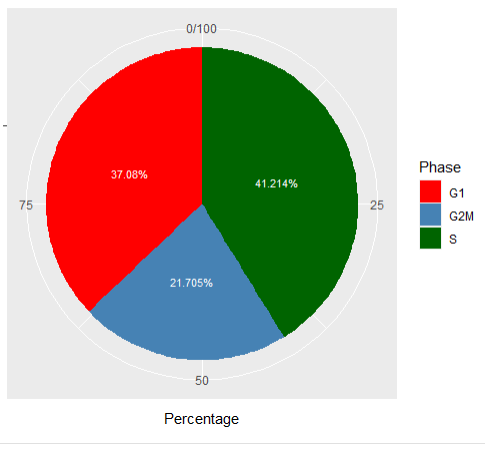 0/100
37.08%
41.214%
21.705%
75
25
50
Percentage
Phase
G1
G2M
S